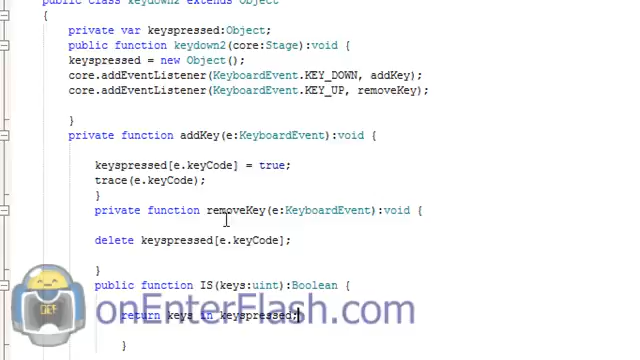 public class keydown2 extends Object
{
private var keyspressed:Object;
public function keydown2(core:Stage):void {
keyspressed = new Object();
core.addEventListener(KeyboardEvent.KEY_DOWN, addKey);
core.addEventListener(KeyboardEvent.KEY_UP, removeKey);
}
private function addKey(e:KeyboardEvent):void {
keyspressed[e.keyCode] = true;
trace(e.keyCode);
}
private function removeKey(e:KeyboardEvent):void {
delete keyspressed[e.keyCode];
}
public function IS(keys:uint):Boolean {
return keys in keyspressed;
}
OEF
onEnterFlash.com